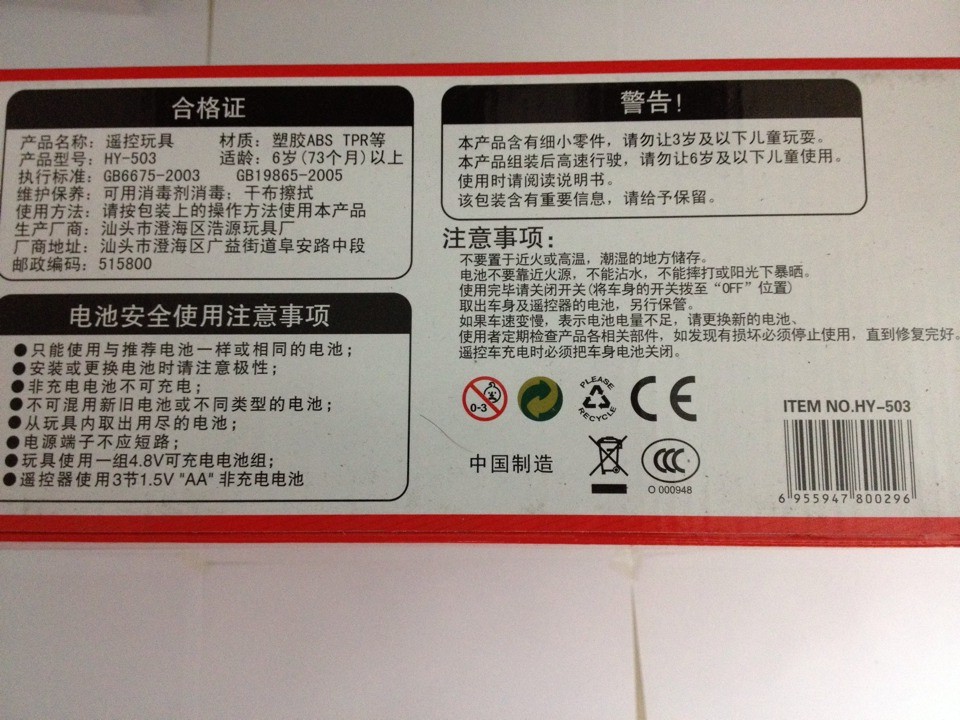 合格证
产品名称：遥控玩具 材质：塑胶ABS TPR等
产品型号：HY-503 适龄：6岁(73个月)以上
执行标准：GB6675-2003 GB19865-2005
维护保养：可用消毒剂消毒；干布擦拭
使用方法：请按包装上的操作方法使用本产品
生产厂商：汕头市澄海区浩源玩具厂
厂商地址：汕头市澄海区广益街道阜安路中段
邮政编码：515800
电池安全使用注意事项
●只能使用与推荐电池一样或相同的电池；
●安装或更换电池时请注意极性；
●非充电电池不可充电；
●不可混用新旧电池或不同类型的电池；
●从玩具内取出用尽的电池；
●电源端子不应短路；
●玩具使用一组4.8V可充电电池组；
●遥控器使用3节1.5V "AA" 非充电电池
警告!
本产品含有细小零件，请勿让3岁及以下儿童玩耍。
本产品组装后高速行驶，请勿让6岁及以下儿童使用。
使用时请阅读说明书。
该包装含有重要信息，请给予保留。
注意事项：
不要置于近火或高温，潮湿的地方储存。
电池不要靠近火源，不能沾水，不能摔打或阳光下暴晒。
使用完毕请关闭开关(将车身的开关拨至“OFF”位置)
取出车身及遥控器的电池，另行保管。
如果车速变慢，表示电池电量不足，请更换新的电池、
使用者定期检查产品各相关部件，如发现有损坏必须停止使用，直到修复完好。
遥控车充电时必须把车身电池关闭。
0-3
PLEASE
RECYCLE
CE
中国制造
CCC
O 000948
ITEM NO.HY-503
6 955947 800296